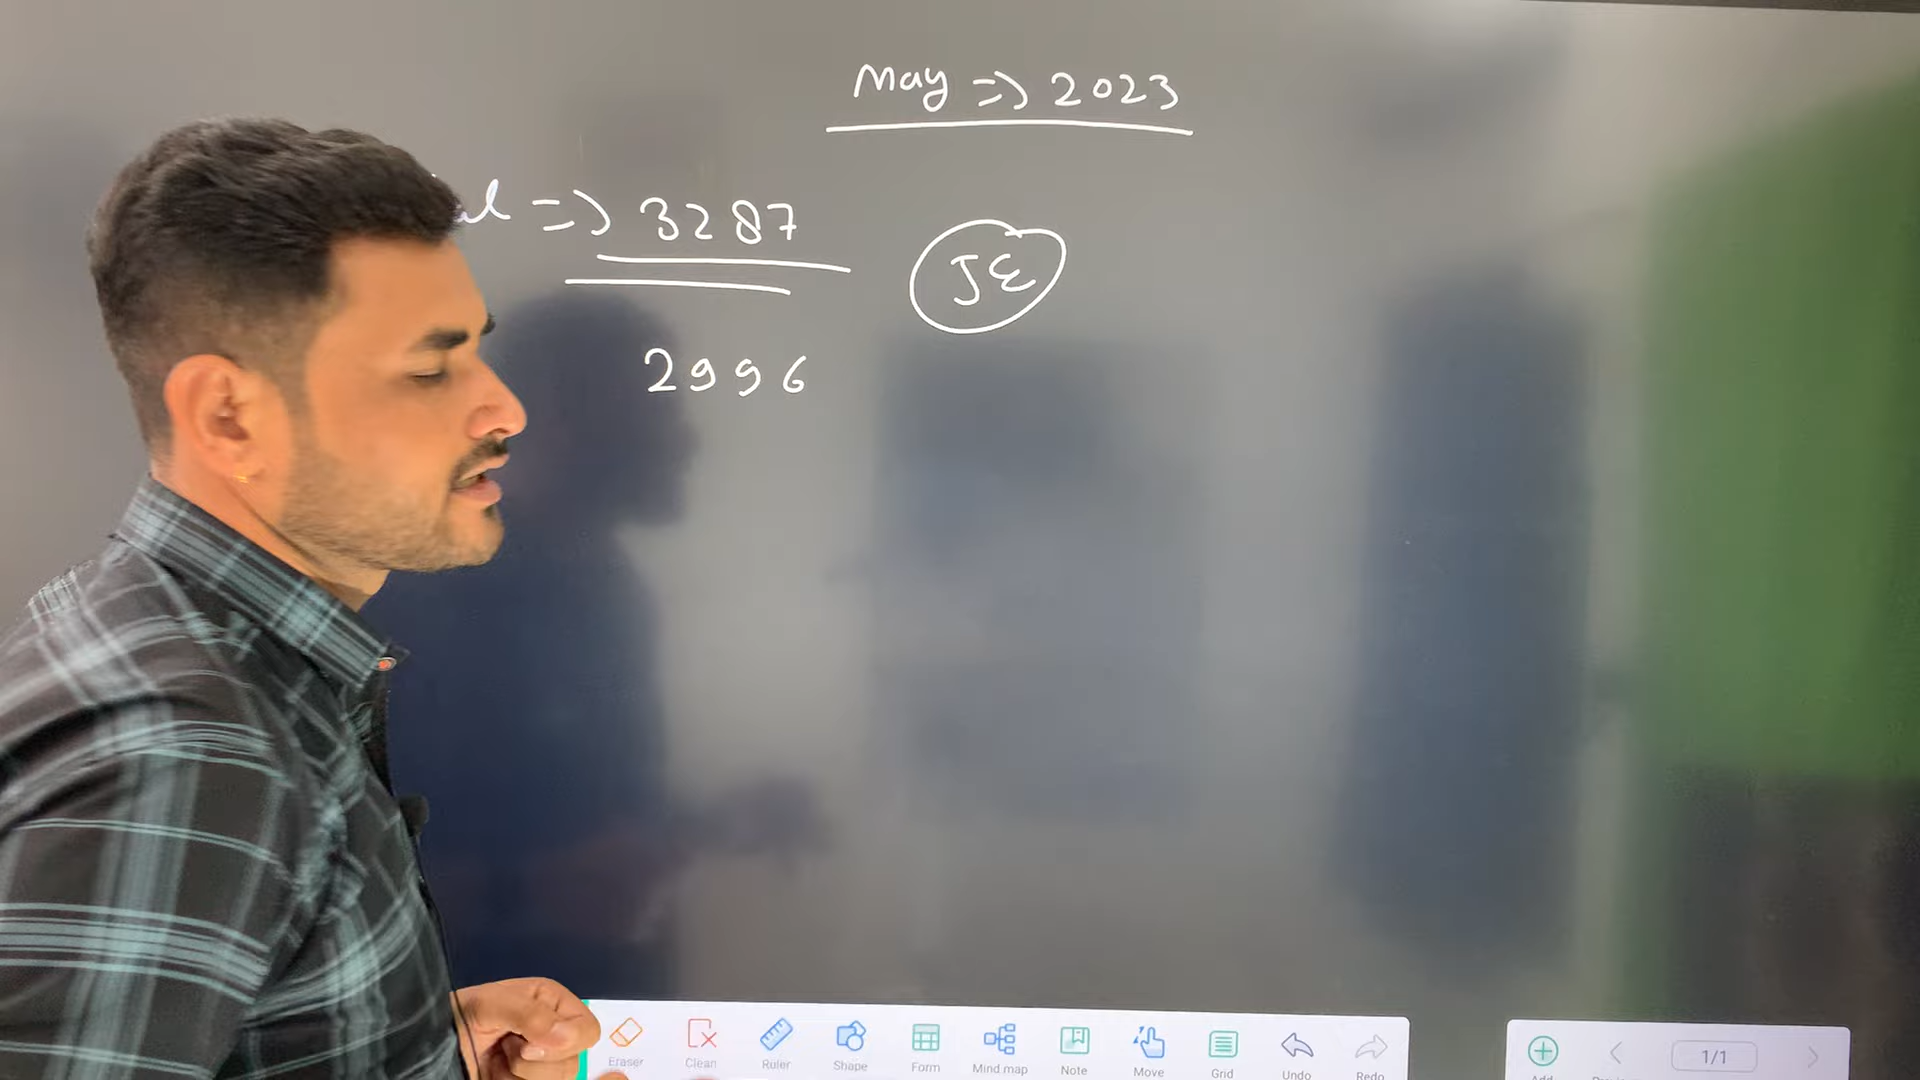 May => 2023
=> 3287
JE
2996
Eraser Clean Ruler Shape Form Mind map Note Move Grid Undo Redo
1/1